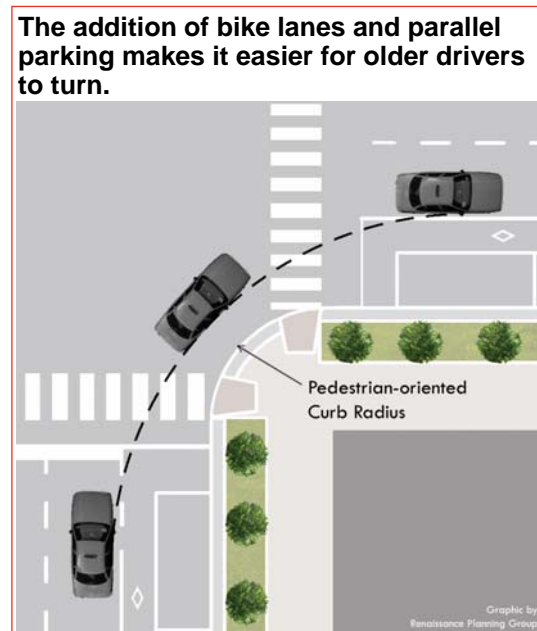 The addition of bike lanes and parallel
parking makes it easier for older drivers
to turn.
Pedestrian-oriented
Curb Radius
Graphic by
Renaissance Planning Group